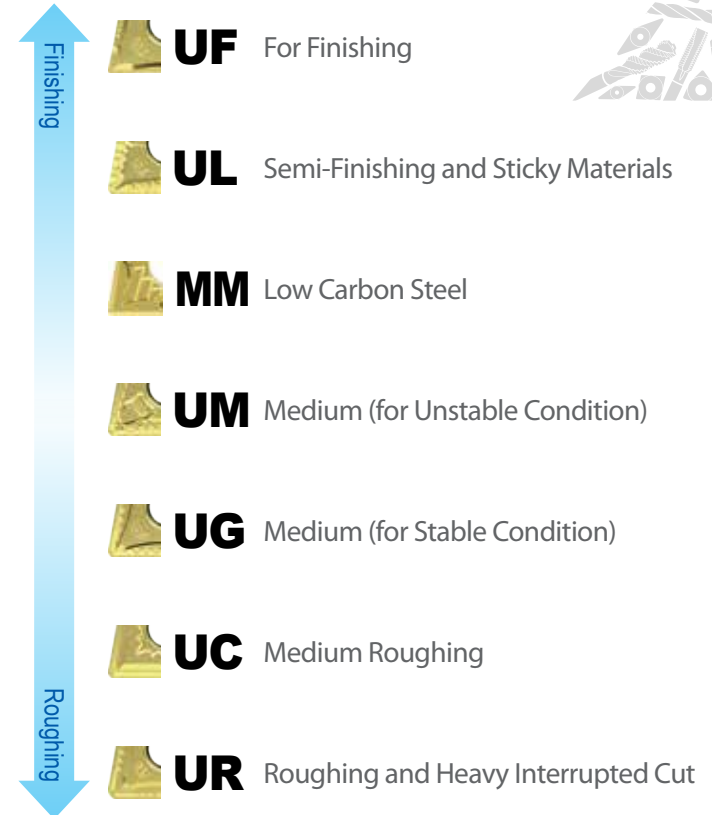 Finishing
UF For Finishing
UL Semi-Finishing and Sticky Materials
MM Low Carbon Steel
UM Medium (for Unstable Condition)
UG Medium (for Stable Condition)
UC Medium Roughing
Roughing
UR Roughing and Heavy Interrupted Cut